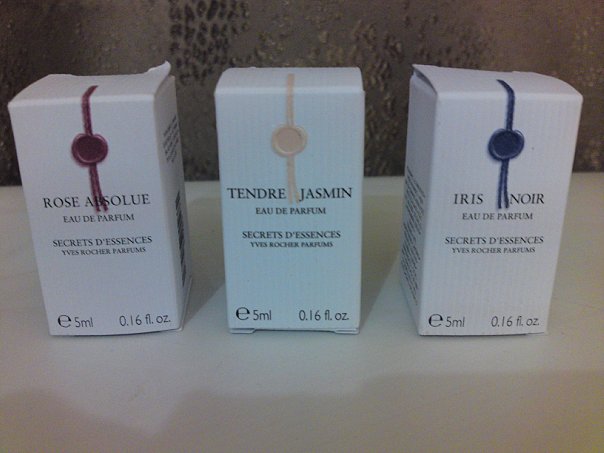 ROSE ABSOLUE
EAU DE PARFUM
SECRETS D'ESSENCES
YVES ROCHER PARFUMS
℮ 5ml 0.16 fl. oz.
TENDRE JASMIN
EAU DE PARFUM
SECRETS D'ESSENCES
YVES ROCHER PARFUMS
℮ 5ml 0.16 fl. oz.
IRIS NOIR
EAU DE PARFUM
SECRETS D'ESSENCES
YVES ROCHER PARFUMS
℮ 5ml 0.16 fl. oz.